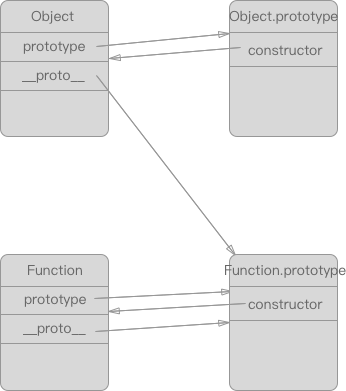 Object
prototype
__proto__
Object.prototype
constructor
Function
prototype
__proto__
Function.prototype
constructor